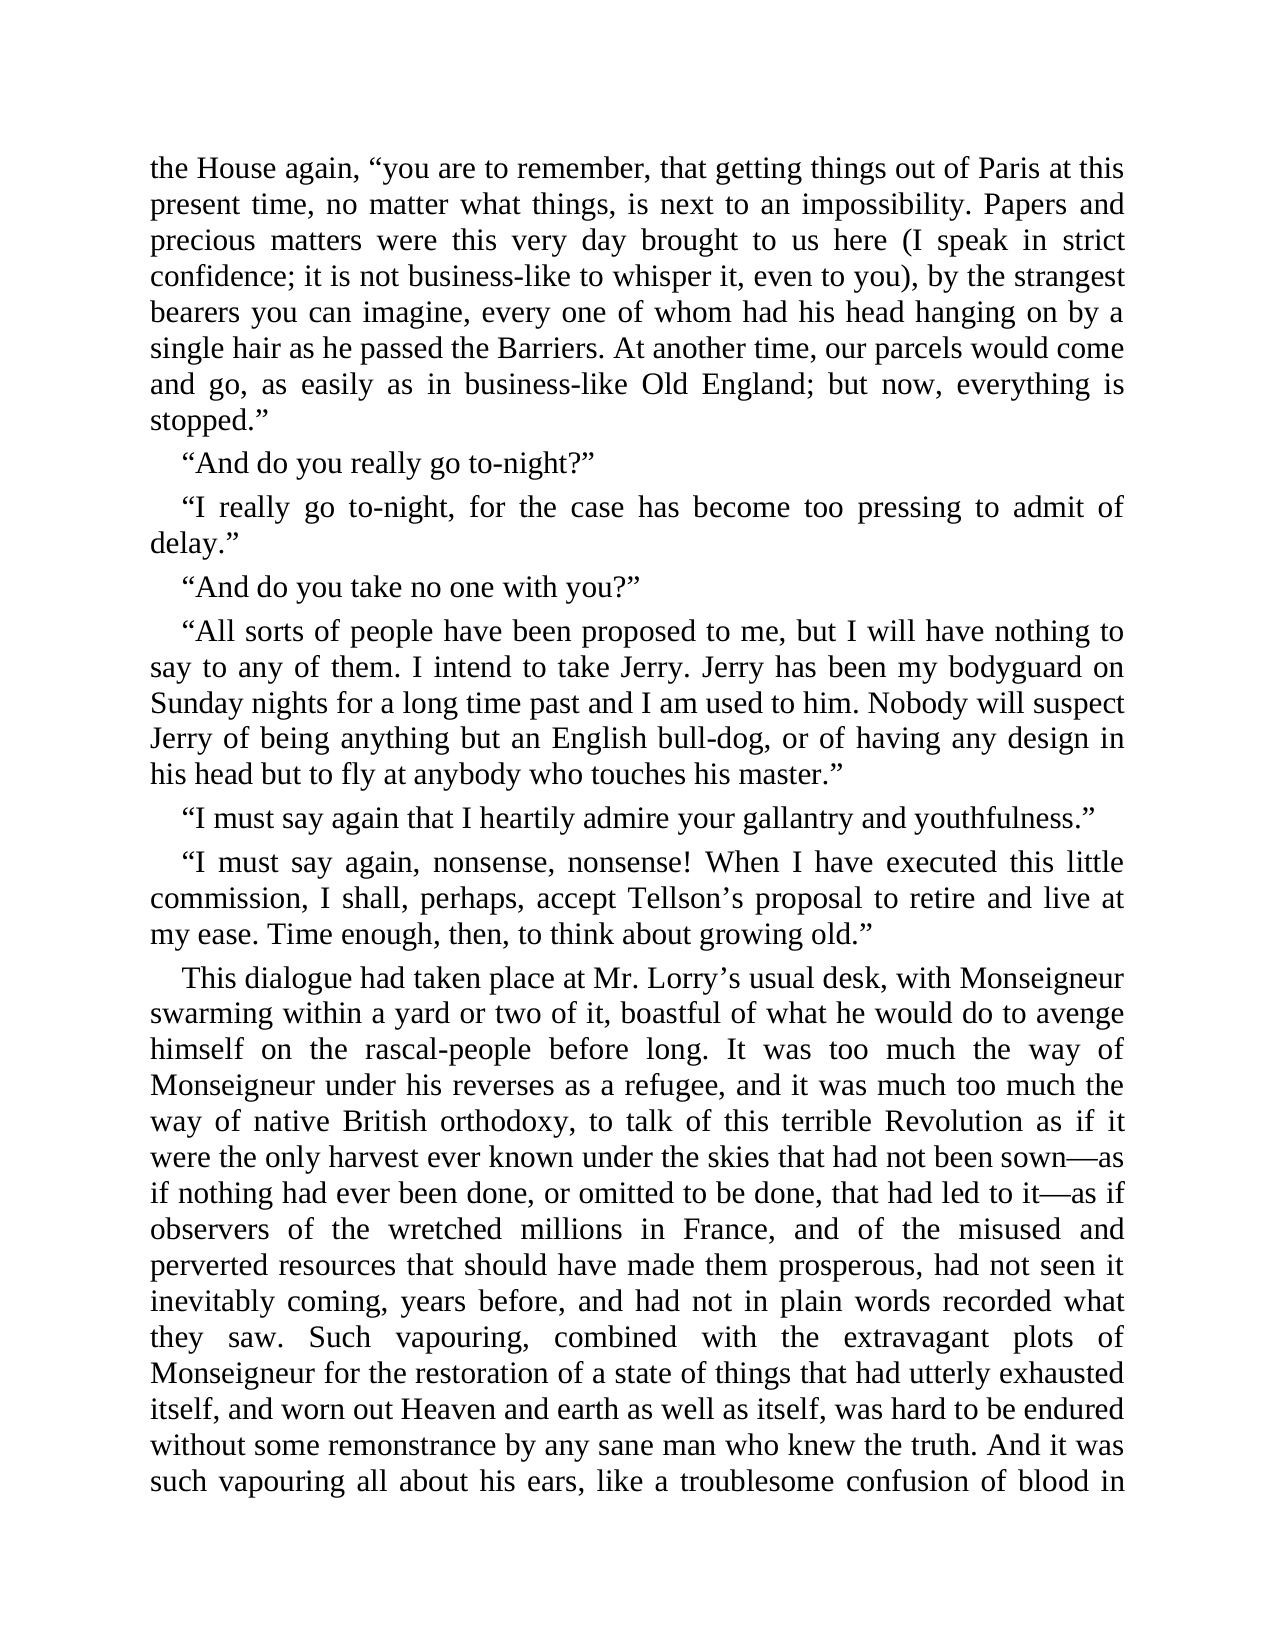 the House again, “you are to remember, that getting things out of Paris at this
present time, no matter what things, is next to an impossibility. Papers and
precious matters were this very day brought to us here (I speak in strict
confidence; it is not business-like to whisper it, even to you), by the strangest
bearers you can imagine, every one of whom had his head hanging on by a
single hair as he passed the Barriers. At another time, our parcels would come
and go, as easily as in business-like Old England; but now, everything is
stopped.”
“And do you really go to-night?”
“I really go to-night, for the case has become too pressing to admit of
delay.”
“And do you take no one with you?”
“All sorts of people have been proposed to me, but I will have nothing to
say to any of them. I intend to take Jerry. Jerry has been my bodyguard on
Sunday nights for a long time past and I am used to him. Nobody will suspect
Jerry of being anything but an English bull-dog, or of having any design in
his head but to fly at anybody who touches his master.”
“I must say again that I heartily admire your gallantry and youthfulness.”
“I must say again, nonsense, nonsense! When I have executed this little
commission, I shall, perhaps, accept Tellson’s proposal to retire and live at
my ease. Time enough, then, to think about growing old.”
This dialogue had taken place at Mr. Lorry’s usual desk, with Monseigneur
swarming within a yard or two of it, boastful of what he would do to avenge
himself on the rascal-people before long. It was too much the way of
Monseigneur under his reverses as a refugee, and it was much too much the
way of native British orthodoxy, to talk of this terrible Revolution as if it
were the only harvest ever known under the skies that had not been sown—as
if nothing had ever been done, or omitted to be done, that had led to it—as if
observers of the wretched millions in France, and of the misused and
perverted resources that should have made them prosperous, had not seen it
inevitably coming, years before, and had not in plain words recorded what
they saw. Such vapouring, combined with the extravagant plots of
Monseigneur for the restoration of a state of things that had utterly exhausted
itself, and worn out Heaven and earth as well as itself, was hard to be endured
without some remonstrance by any sane man who knew the truth. And it was
such vapouring all about his ears, like a troublesome confusion of blood in